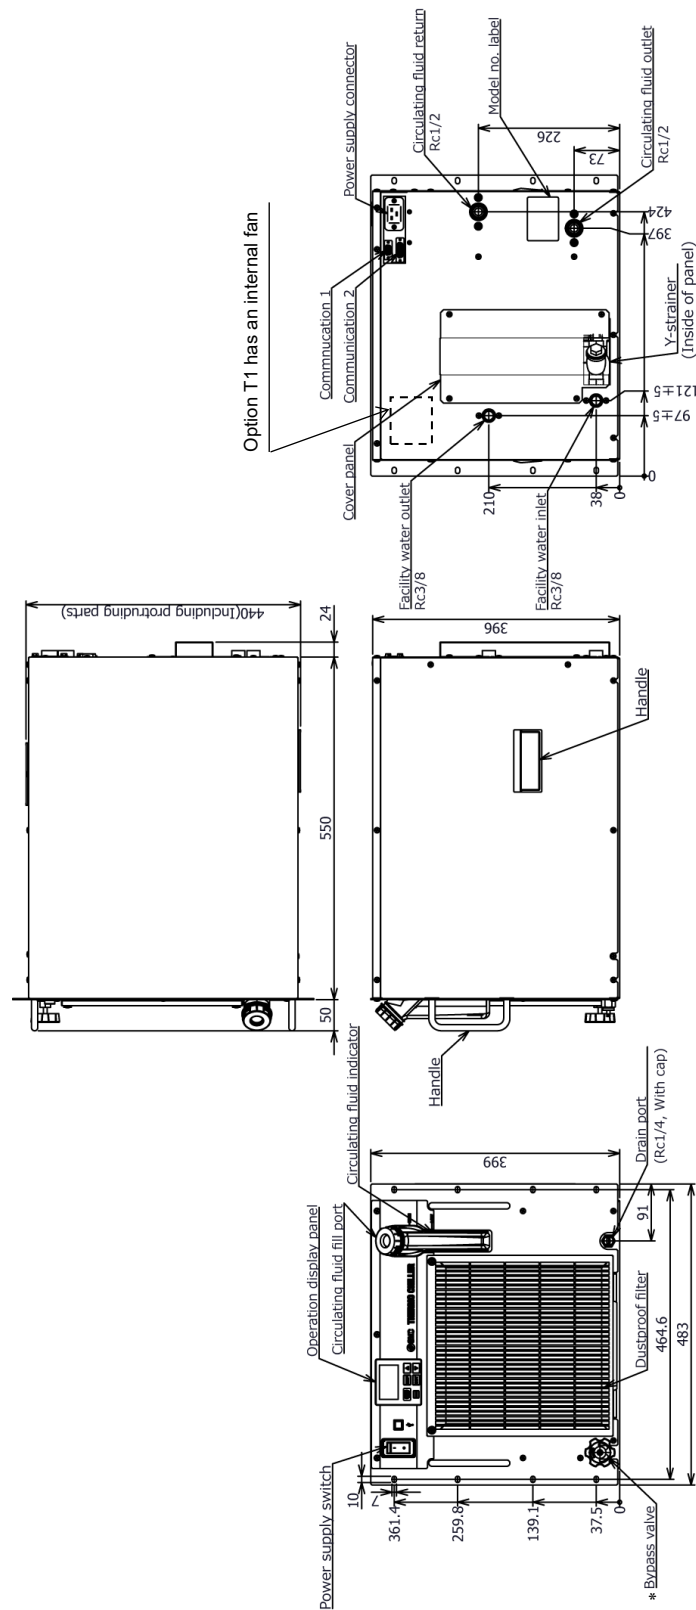 Option T1 has an internal fan
Power supply connector
Circulating fluid return
Rc1/2
Model no. label
Circulating fluid outlet
Rc1/2
Commnucation 1
Communication 2
Cover panel
Y-strainer
(Inside of panel)
Facility water outlet
Rc3/8
Facility water inlet
Rc3/8
226
73
424
397
121±5
97±5
0
210
38
0
440(Including protruding parts)
24
550
50
396
Handle
Handle
Power supply switch
Operation display panel
Circulating fluid fill port
Circulating fluid indicator
SMC THERMO CHILLER
Drain port
(Rc1/4, With cap)
Dustproof filter
* Bypass valve
399
91
464.6
483
10
7
361.4
259.8
139.1
37.5
0